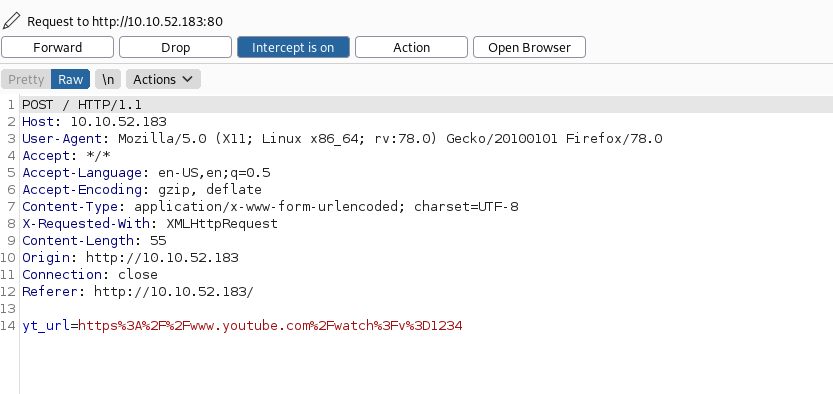 Request to http://10.10.52.183:80
Forward Drop Intercept is on Action Open Browser
Pretty Raw \n Actions
1 POST / HTTP/1.1
2 Host: 10.10.52.183
3 User-Agent: Mozilla/5.0 (X11; Linux x86_64; rv:78.0) Gecko/20100101 Firefox/78.0
4 Accept: */*
5 Accept-Language: en-US,en;q=0.5
6 Accept-Encoding: gzip, deflate
7 Content-Type: application/x-www-form-urlencoded; charset=UTF-8
8 X-Requested-With: XMLHttpRequest
9 Content-Length: 55
10 Origin: http://10.10.52.183
11 Connection: close
12 Referer: http://10.10.52.183/
13
14 yt_url=https%3A%2F%2Fwww.youtube.com%2Fwatch%3Fv%3D1234